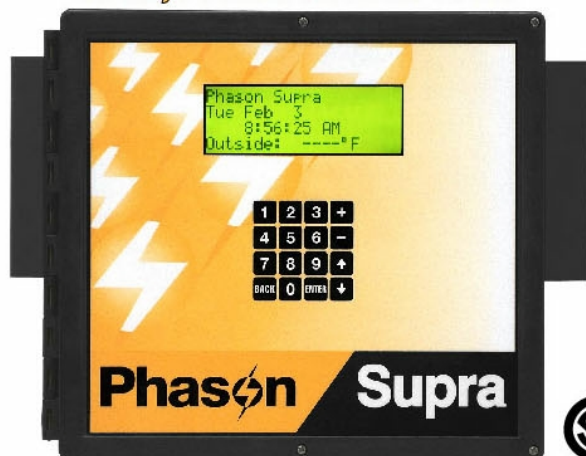 Phason Supra
Tue Feb 3
8:56:25 AM
Outside: ----°F
1 2 3 +
4 5 6 -
7 8 9 ↑
BACK 0 ENTER ↓
Phason Supra